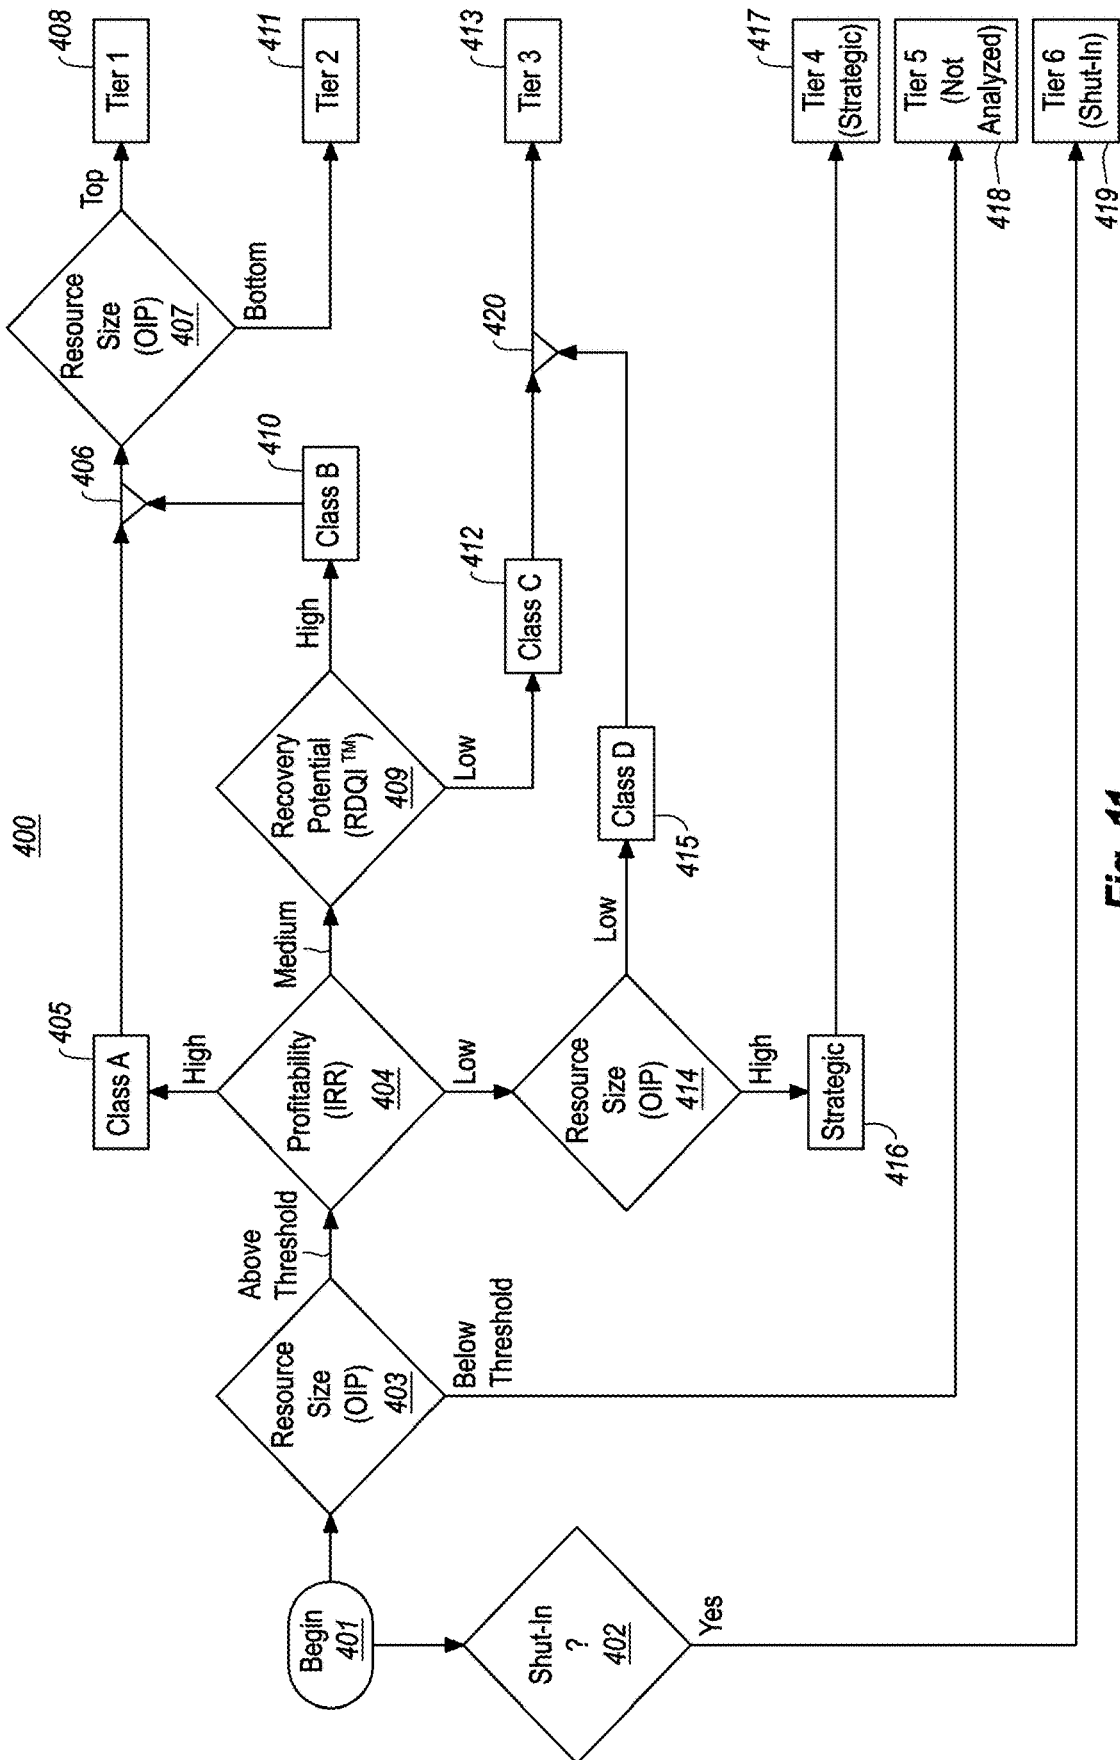 400
Begin
401
Shut-In
?
402
Yes
Resource
Size
(OIP)
403
Above
Threshold
Below
Threshold
Profitability
(IRR)
404
High
Medium
Low
Class A
405
Recovery
Potential
(RDQI™)
409
High
Low
Resource
Size
(OIP)
414
Low
High
Class D
415
Strategic
416
Class B
410
Class C
412
406
420
Resource
Size
(OIP)
407
Top
Bottom
Tier 1
408
Tier 2
411
Tier 3
413
Tier 4
(Strategic)
417
Tier 5
(Not
Analyzed)
418
Tier 6
(Shut-In)
419